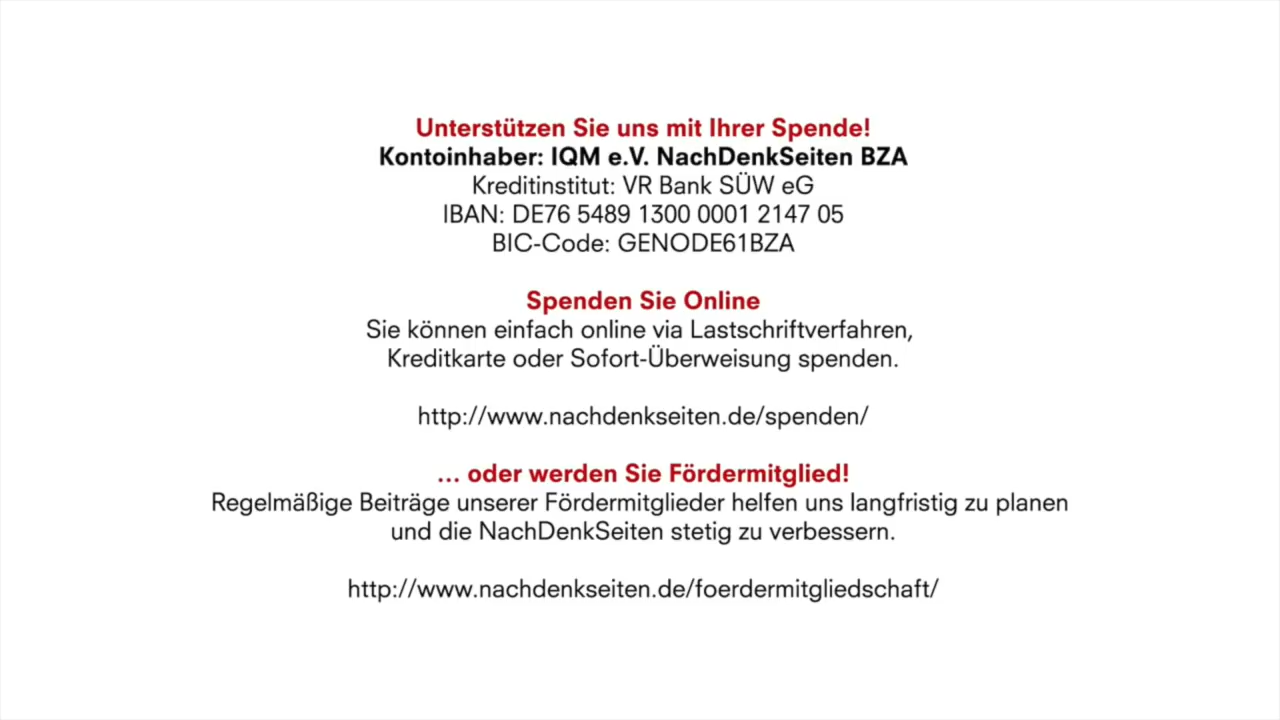 Unterstützen Sie uns mit Ihrer Spende!
Kontoinhaber: IQM e.V. NachDenkSeiten BZA
Kreditinstitut: VR Bank SÜW eG
IBAN: DE76 5489 1300 0001 2147 05
BIC-Code: GENODE61BZA
Spenden Sie Online
Sie können einfach online via Lastschriftverfahren,
Kreditkarte oder Sofort-Überweisung spenden.
http://www.nachdenkseiten.de/spenden/
... oder werden Sie Fördermitglied!
Regelmäßige Beiträge unserer Fördermitglieder helfen uns langfristig zu planen
und die NachDenkSeiten stetig zu verbessern.
http://www.nachdenkseiten.de/foerdermitgliedschaft/